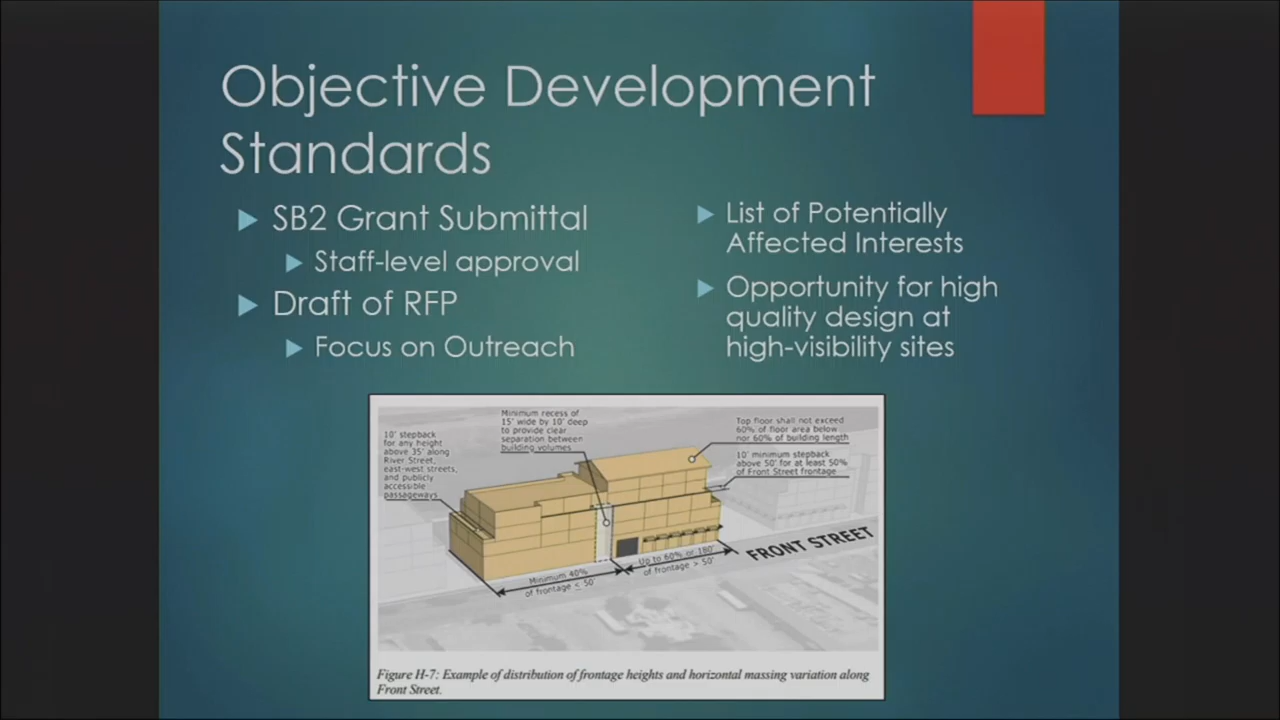 Objective Development
Standards
SB2 Grant Submittal
Staff-level approval
Draft of RFP
Focus on Outreach
List of Potentially
Affected Interests
Opportunity for high
quality design at
high-visibility sites
10' stepback
for any height
above 35' along
River Street,
east-west streets,
and publicly
accessible
passageways
Minimum recess of
15' wide by 10' deep
to provide clear
separation between
building volumes
Top floor shall not exceed
60% of floor area below
nor 60% of building length
10' minimum stepback
above 50' for at least 50%
of Front Street frontage
Minimum 40%
of frontage ≤ 50'
Up to 60% or 180'
of frontage > 50'
FRONT STREET
Figure H-7: Example of distribution of frontage heights and horizontal massing variation along
Front Street.